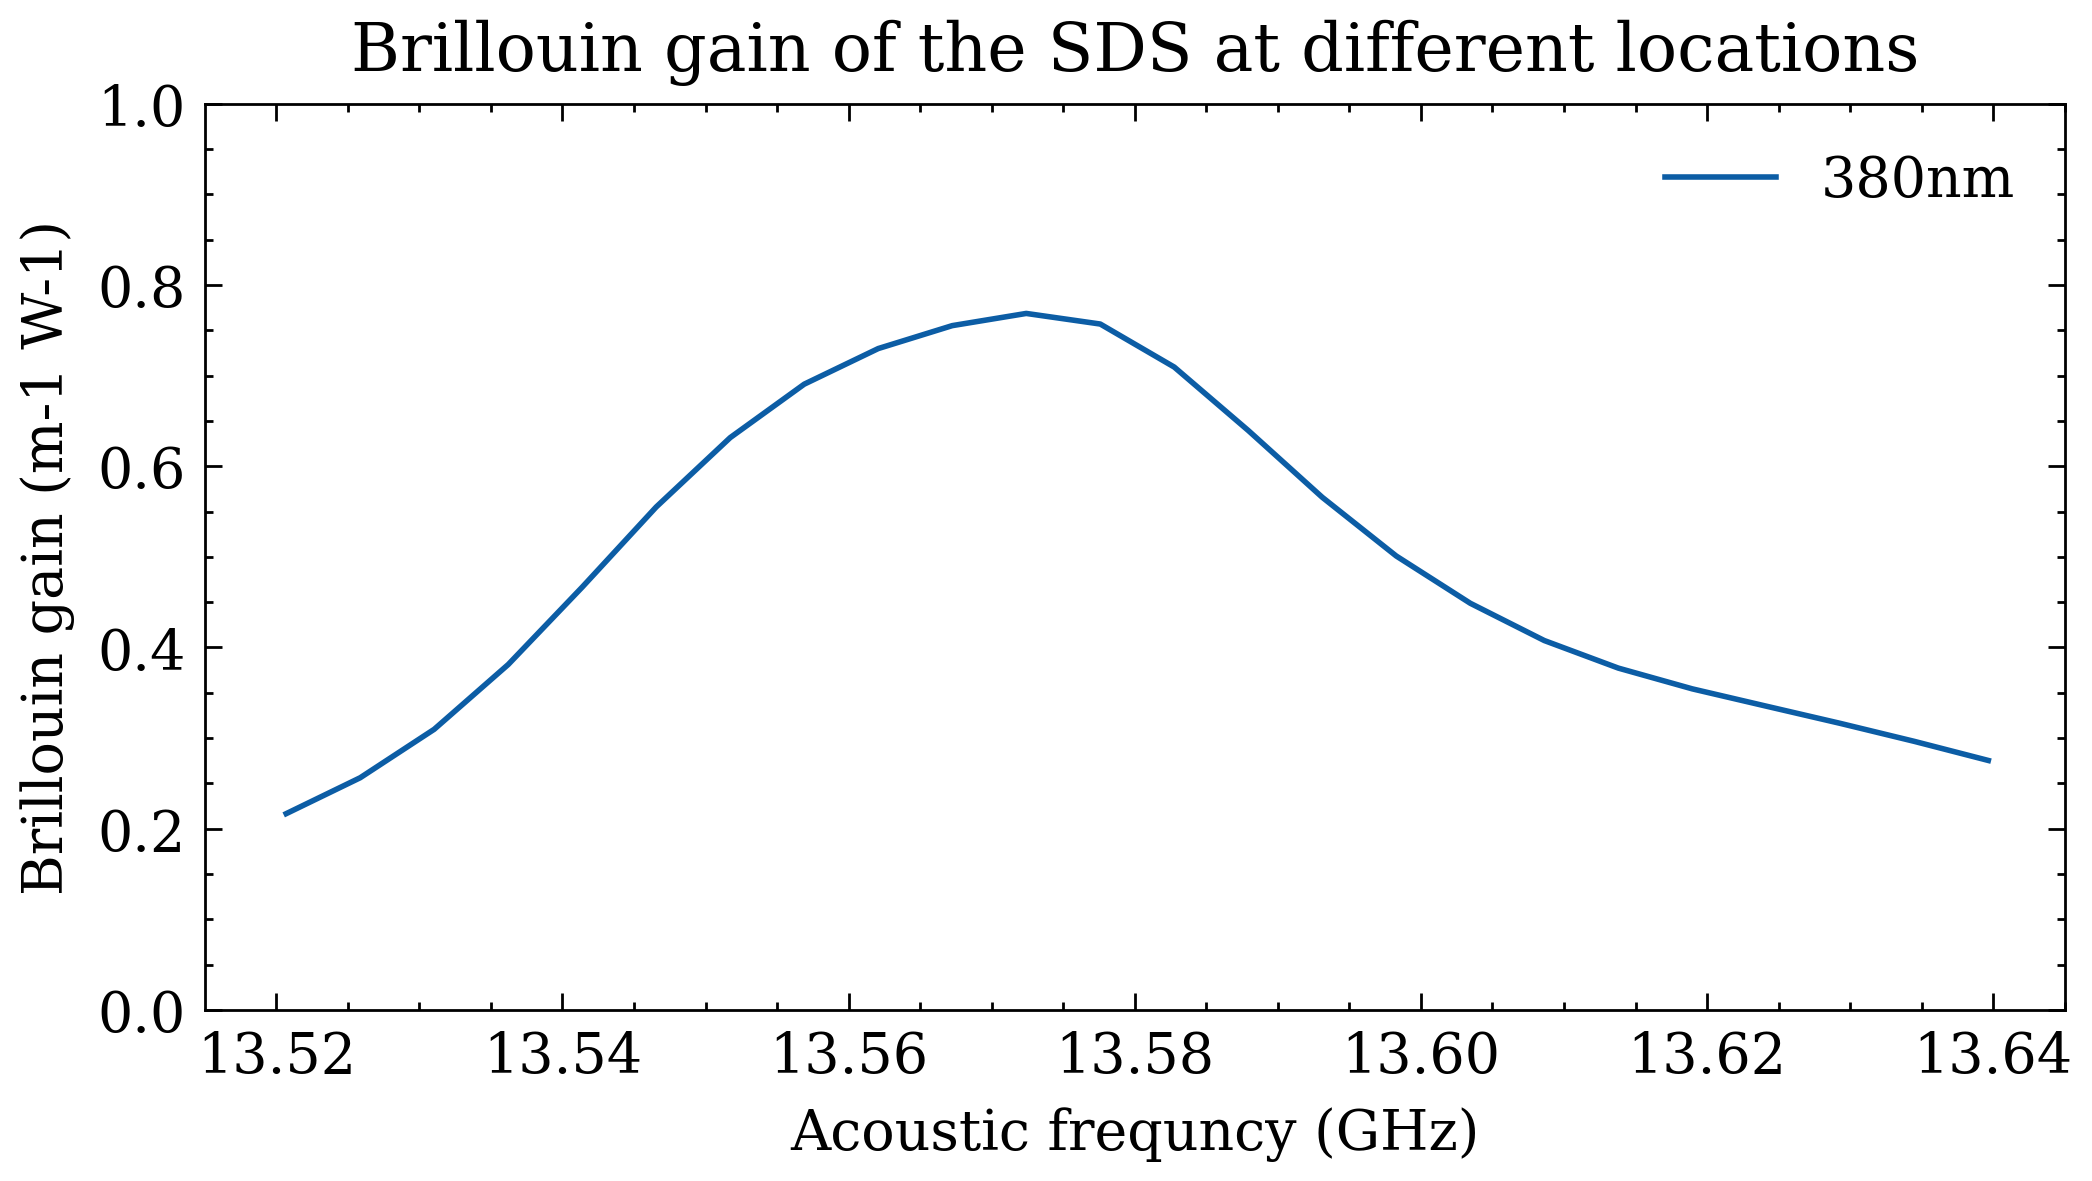 Brillouin gain of the SDS at different locations
380nm
Brillouin gain (m-1 W-1)
1.0
0.8
0.6
0.4
0.2
0.0
13.52 13.54 13.56 13.58 13.60 13.62 13.64
Acoustic frequncy (GHz)